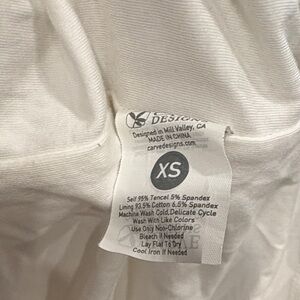 DESIGNS
Designed in Mill Valley, CA
MADE IN CHINA
carvedesigns.com
XS
Self 95% Tencel 5% Spandex
Lining 93.5% Cotton 6.5% Spandex
Machine Wash Cold, Delicate Cycle
Wash With Like Colors
Use Only Non-Chlorine
Bleach if Needed
Lay Flat To Dry
Cool Iron if Needed